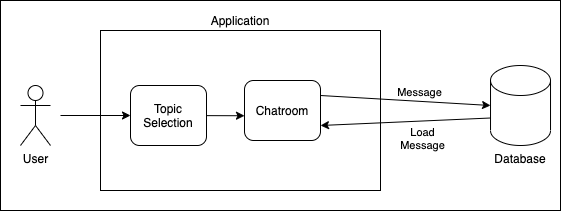 Application
Topic
Selection
Chatroom
Message
Load
Message
User
Database